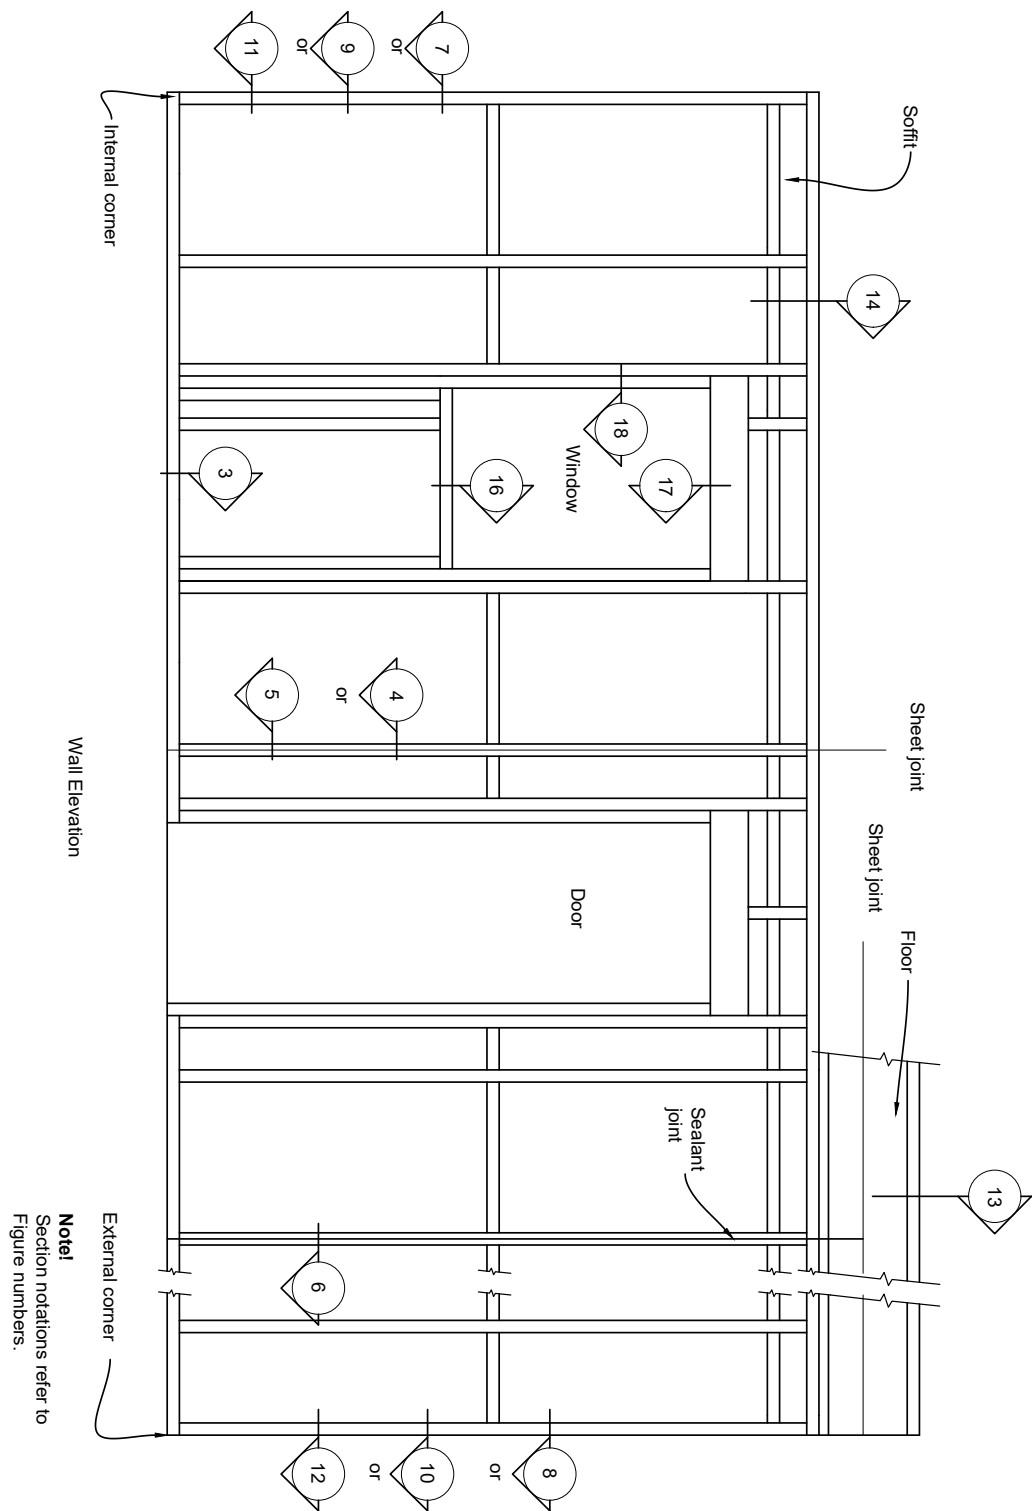 13
Soffit
Sheet joint
Floor
Sheet joint
14
Sealant
joint
17
18
Window
Door
16
7
or
9
or
11
4
or
5
3
6
8
or
10
or
12
Internal corner
External corner
Wall Elevation
Note!
Section notations refer to
Figure numbers.